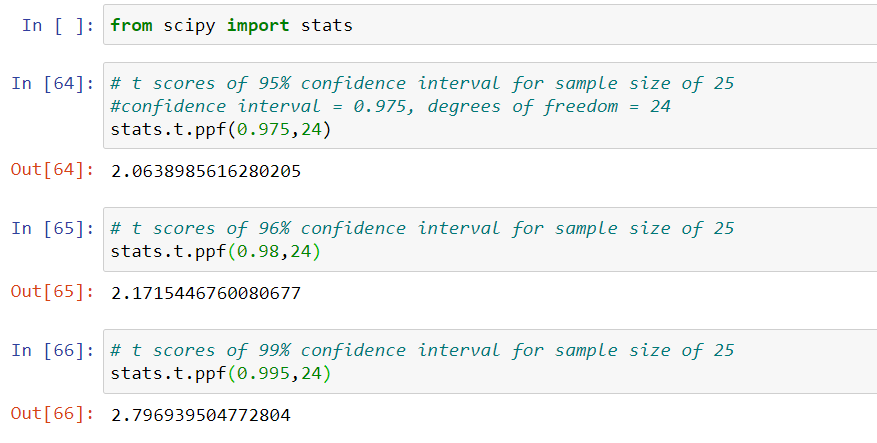 In [ ]: from scipy import stats
In [64]: # t scores of 95% confidence interval for sample size of 25
#confidence interval = 0.975, degrees of freedom = 24
stats.t.ppf(0.975,24)
Out[64]: 2.0638985616280205
In [65]: # t scores of 96% confidence interval for sample size of 25
stats.t.ppf(0.98,24)
Out[65]: 2.1715446760080677
In [66]: # t scores of 99% confidence interval for sample size of 25
stats.t.ppf(0.995,24)
Out[66]: 2.796939504772804